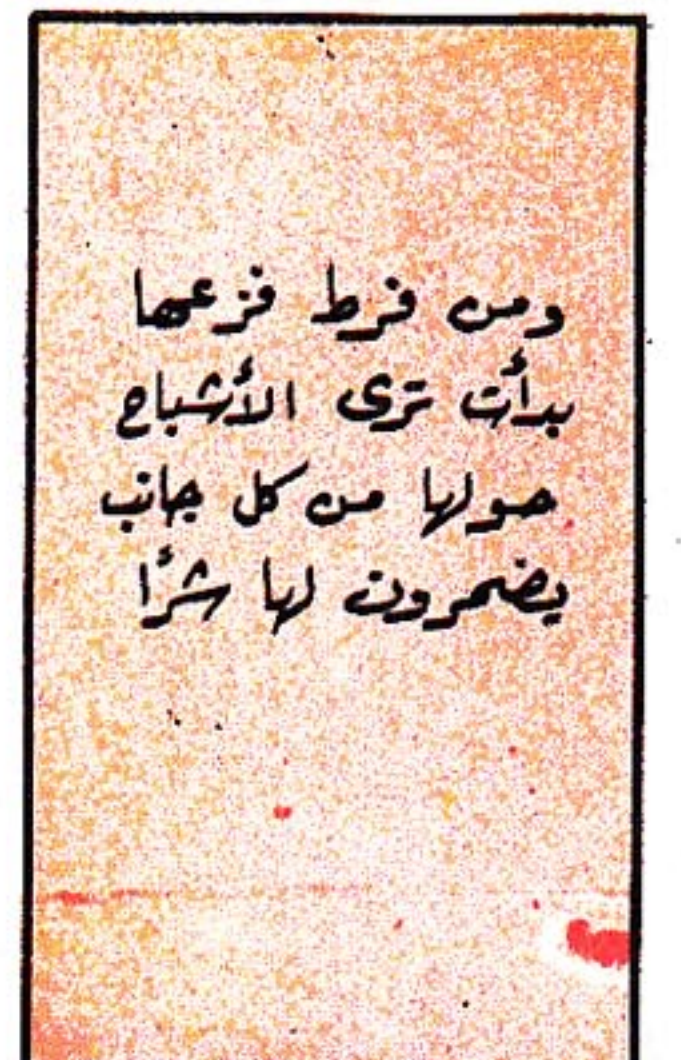 ومن فرط فزعها
بدأت ترى الأشباح
حولها من كل جانب
يضمرون لها شرًا